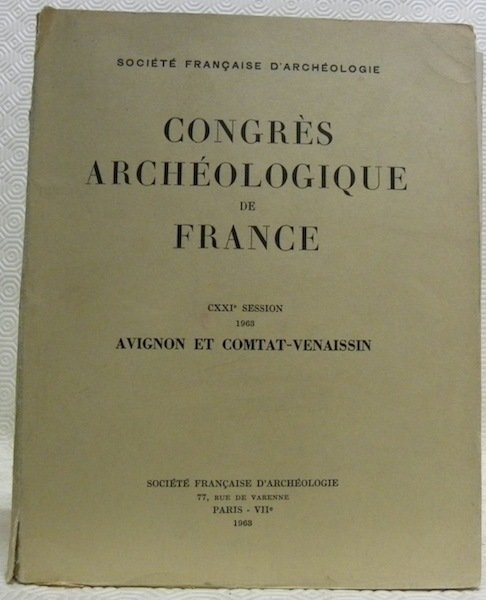 SOCIÉTÉ FRANÇAISE D'ARCHÉOLOGIE
CONGRÈS
ARCHÉOLOGIQUE
DE
FRANCE
CXXIᵉ SESSION
1963
AVIGNON ET COMTAT-VENAISSIN
SOCIÉTÉ FRANÇAISE D'ARCHÉOLOGIE
77, RUE DE VARENNE
PARIS - VIIᵉ
1963